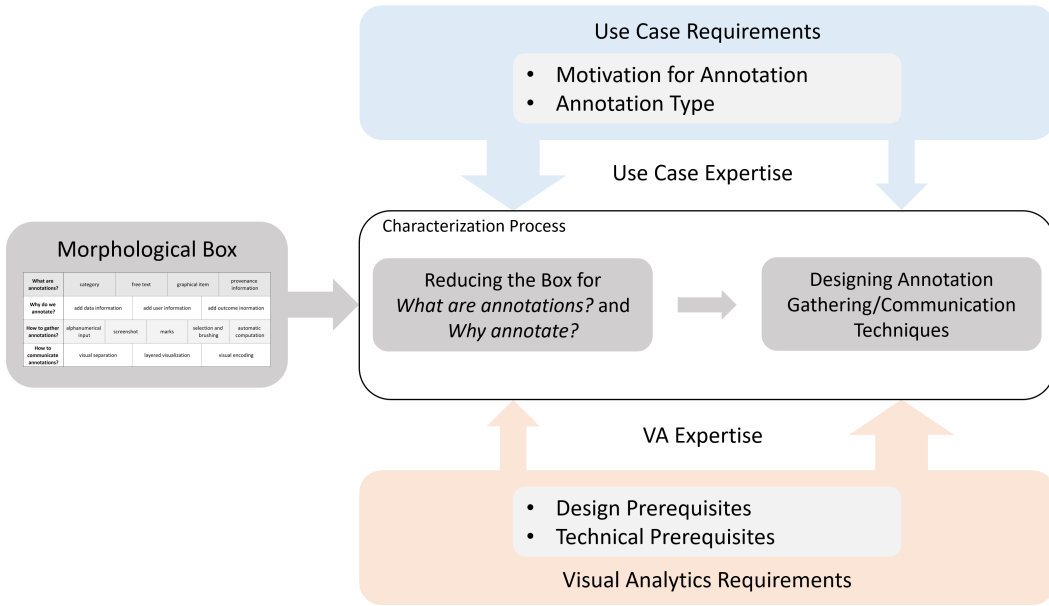 Use Case Requirements
• Motivation for Annotation
• Annotation Type
Use Case Expertise
Morphological Box
What are annotations? category free text graphical item provenance information
Why do we annotate? add data information add user information add outcome inormation
How to gather annotations? alphanumerical input screenshot marks selection and brushing automatic computation
How to communicate annotations? visual separation layered visualization visual encoding
Characterization Process
Reducing the Box for
What are annotations? and
Why annotate?
Designing Annotation
Gathering/Communication
Techniques
VA Expertise
• Design Prerequisites
• Technical Prerequisites
Visual Analytics Requirements